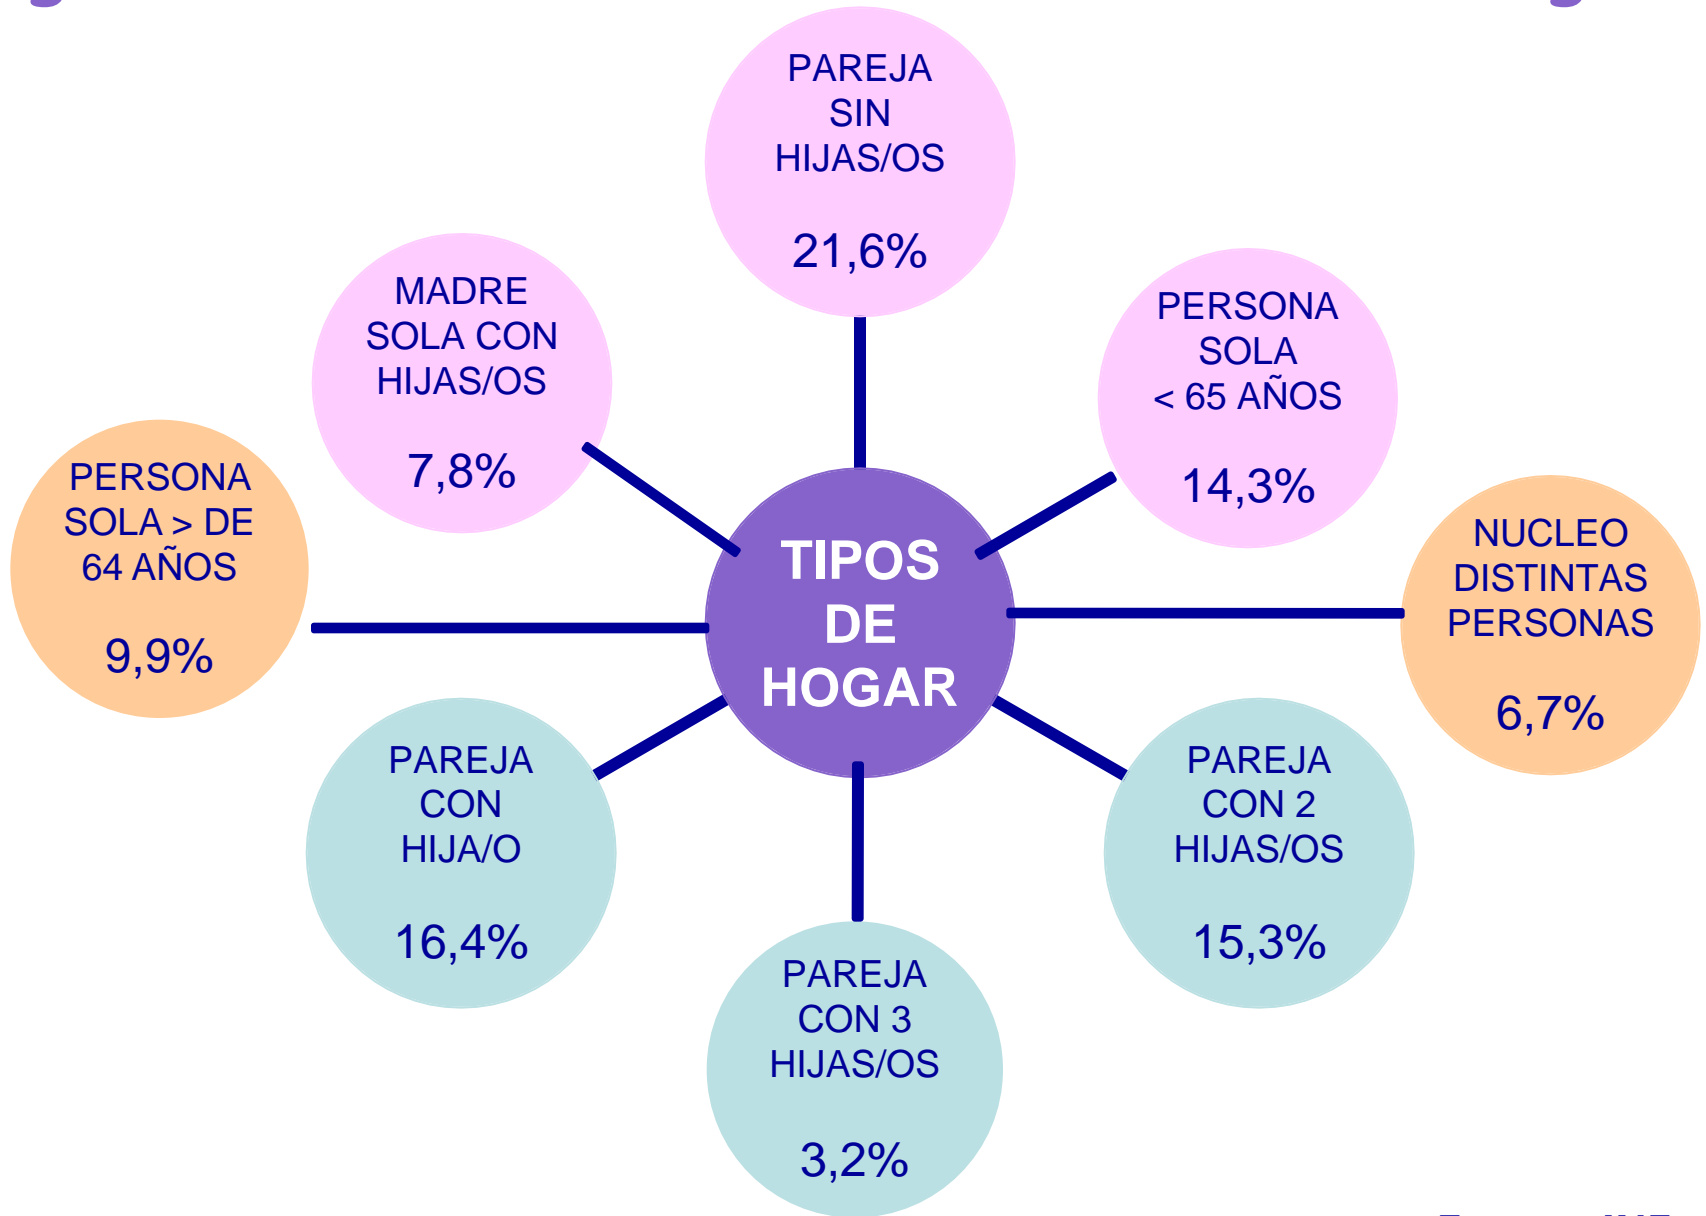 PAREJA
SIN
HIJAS/OS
21,6%
MADRE
SOLA CON
HIJAS/OS
7,8%
PERSONA
SOLA
< 65 AÑOS
14,3%
PERSONA
SOLA > DE
64 AÑOS
9,9%
TIPOS
DE
HOGAR
NUCLEO
DISTINTAS
PERSONAS
6,7%
PAREJA
CON
HIJA/O
16,4%
PAREJA
CON 2
HIJAS/OS
15,3%
PAREJA
CON 3
HIJAS/OS
3,2%